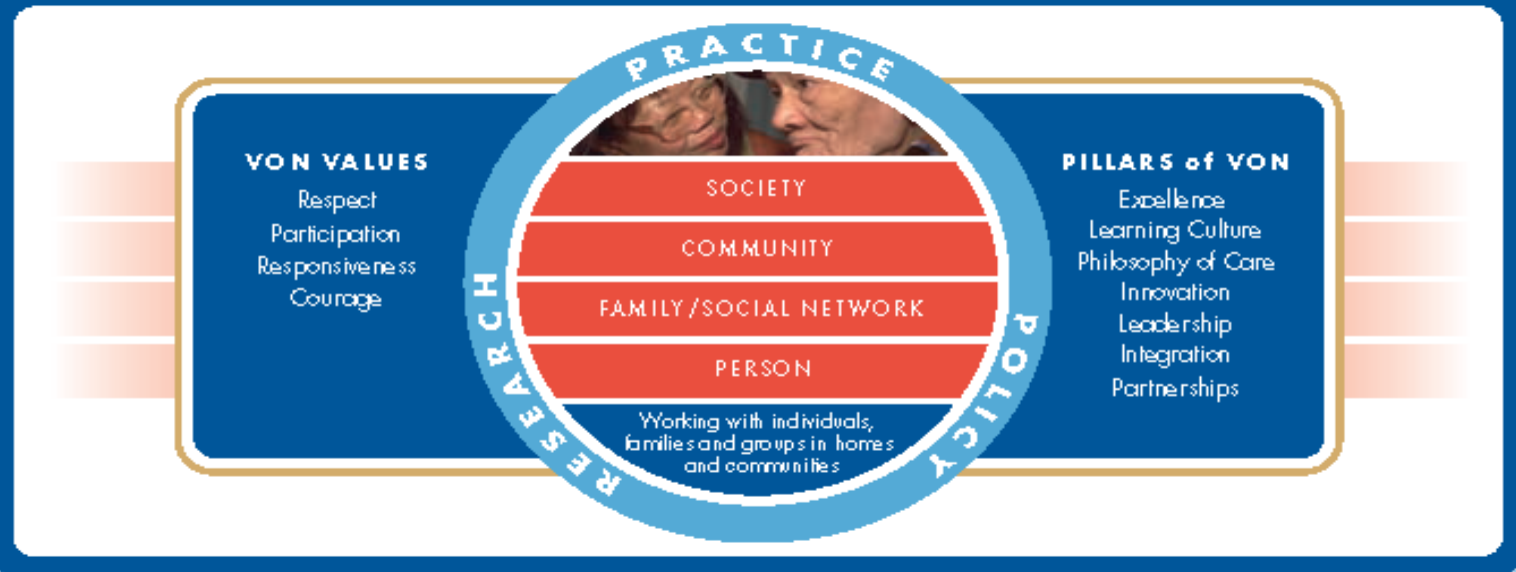 PRACTICE
VON VALUES
Respect
Participation
Responsiveness
Courage
SOCIETY
COMMUNITY
FAMILY/SOCIAL NETWORK
PERSON
Working with individuals,
families and groups in homes
and communities
RESEARCH
POLICY
PILLARS of VON
Excellence
Learning Culture
Philosophy of Care
Innovation
Leadership
Integration
Partnerships